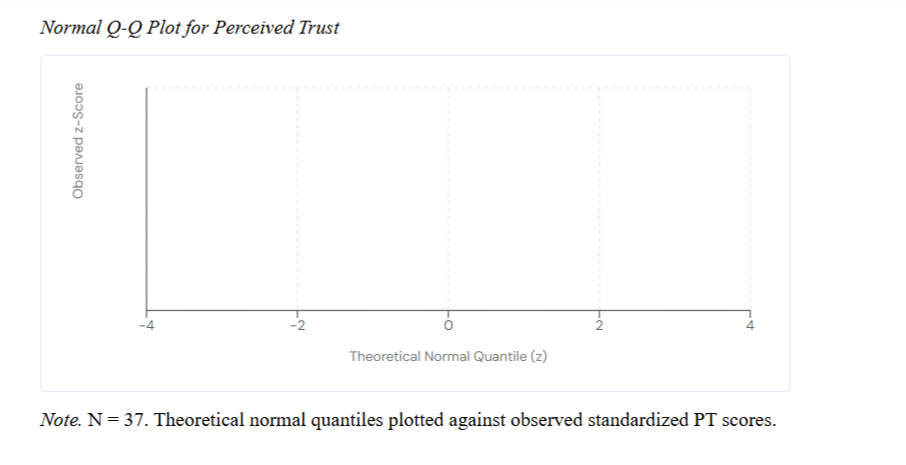 Normal Q-Q Plot for Perceived Trust
Observed z-Score
-4 -2 0 2 4
Theoretical Normal Quantile (z)
Note. N = 37. Theoretical normal quantiles plotted against observed standardized PT scores.